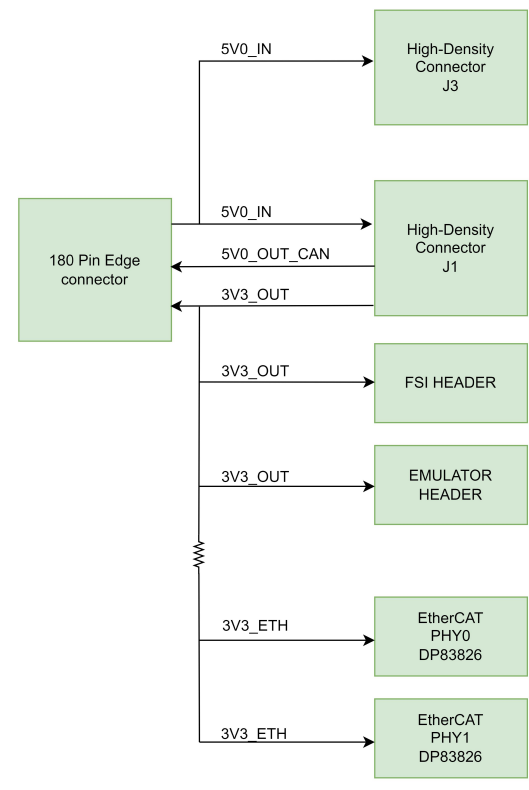 5V0_IN
High-Density
Connector
J3
180 Pin Edge
connector
5V0_IN
5V0_OUT_CAN
3V3_OUT
High-Density
Connector
J1
3V3_OUT
FSI HEADER
3V3_OUT
EMULATOR
HEADER
3V3_ETH
EtherCAT
PHY0
DP83826
3V3_ETH
EtherCAT
PHY1
DP83826